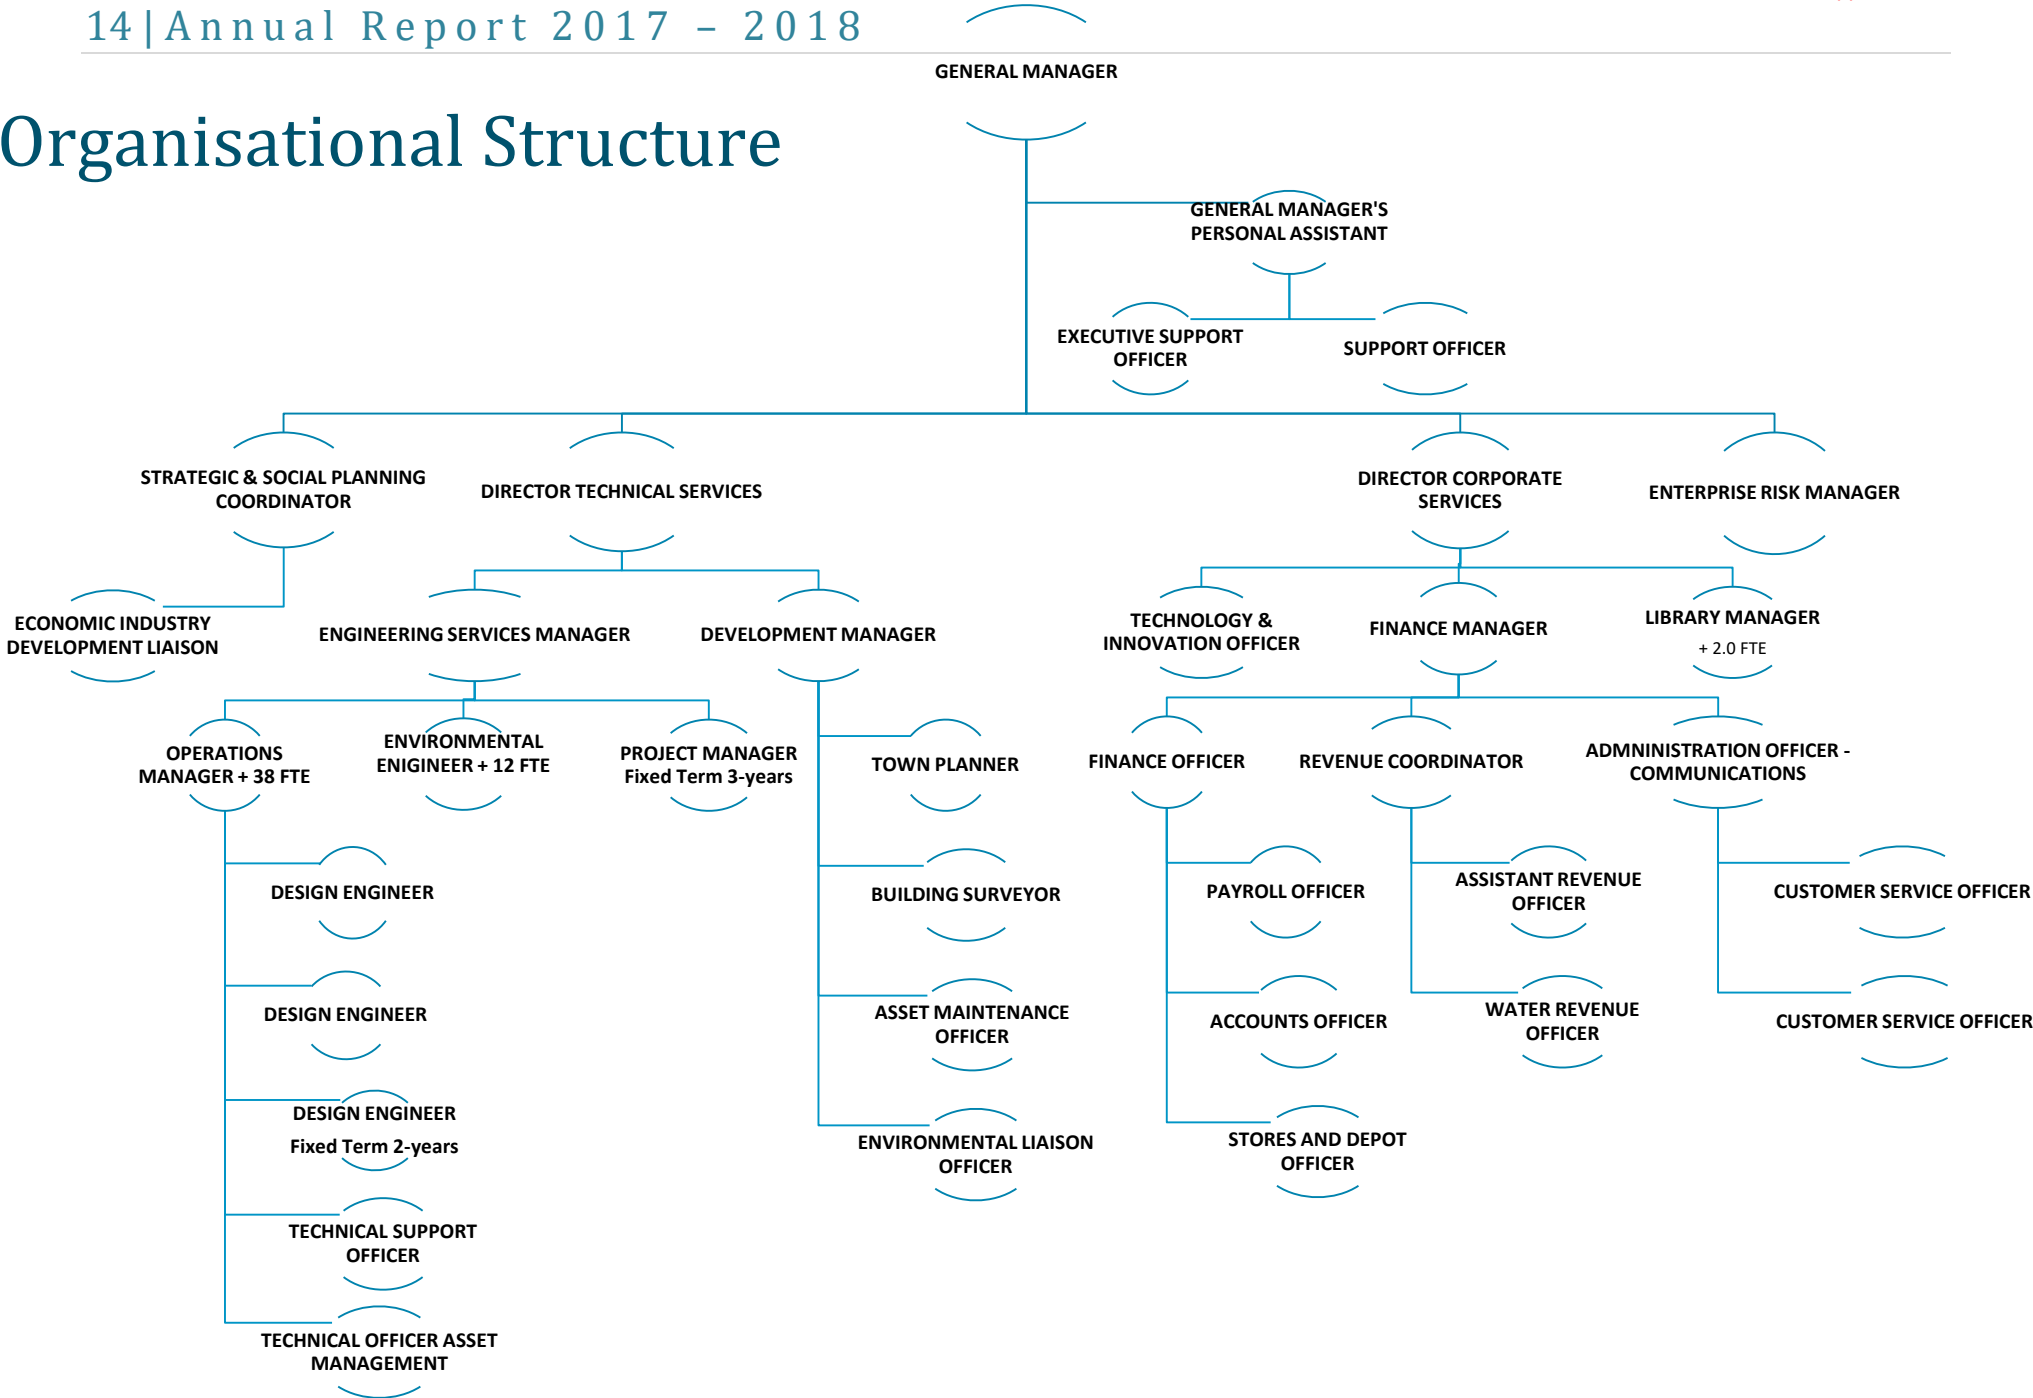 14|Annual Report 2017 – 2018
GENERAL MANAGER
Organisational Structure
GENERAL MANAGER'S
PERSONAL ASSISTANT
EXECUTIVE SUPPORT
OFFICER
SUPPORT OFFICER
STRATEGIC & SOCIAL PLANNING
COORDINATOR
DIRECTOR TECHNICAL SERVICES
DIRECTOR CORPORATE
SERVICES
ENTERPRISE RISK MANAGER
ECONOMIC INDUSTRY
DEVELOPMENT LIAISON
ENGINEERING SERVICES MANAGER
DEVELOPMENT MANAGER
TECHNOLOGY &
INNOVATION OFFICER
FINANCE MANAGER
LIBRARY MANAGER
+ 2.0 FTE
OPERATIONS
MANAGER + 38 FTE
ENVIRONMENTAL
ENIGINEER + 12 FTE
PROJECT MANAGER
Fixed Term 3-years
TOWN PLANNER
FINANCE OFFICER
REVENUE COORDINATOR
ADMNINISTRATION OFFICER -
COMMUNICATIONS
DESIGN ENGINEER
BUILDING SURVEYOR
PAYROLL OFFICER
ASSISTANT REVENUE
OFFICER
CUSTOMER SERVICE OFFICER
DESIGN ENGINEER
ASSET MAINTENANCE
OFFICER
ACCOUNTS OFFICER
WATER REVENUE
OFFICER
CUSTOMER SERVICE OFFICER
DESIGN ENGINEER
Fixed Term 2-years
ENVIRONMENTAL LIAISON
OFFICER
STORES AND DEPOT
OFFICER
TECHNICAL SUPPORT
OFFICER
TECHNICAL OFFICER ASSET
MANAGEMENT